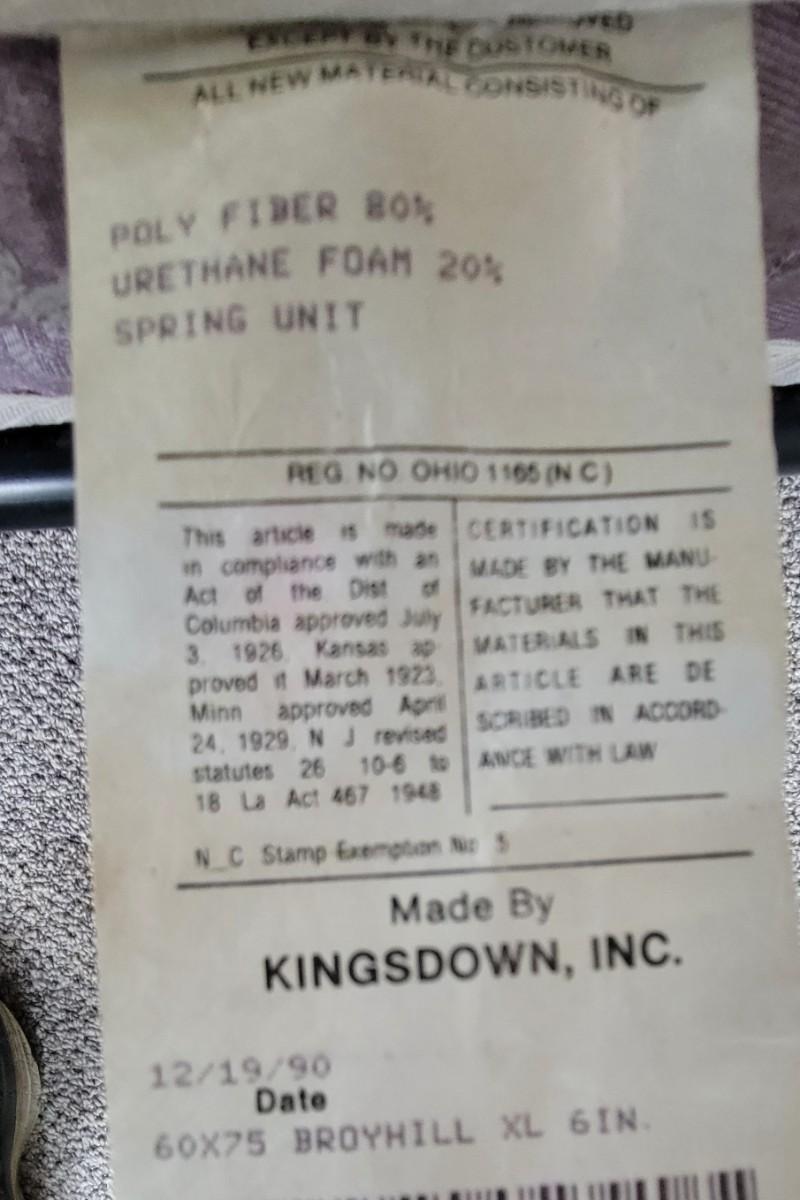 EXCEPT BY THE CUSTOMER
ALL NEW MATERIAL CONSISTING OF
POLY FIBER 80%
URETHANE FOAM 20%
SPRING UNIT
REG. NO. OHIO 1165 (N C)
This article is made
in compliance with an
Act of the Dist of
Columbia approved July
3, 1926, Kansas ap-
proved it March 1923,
Minn approved April
24, 1929, N J revised
statutes 26 10-6 to
18 La Act 467 1948
CERTIFICATION IS
MADE BY THE MANU-
FACTURER THAT THE
MATERIALS IN THIS
ARTICLE ARE DE
SCRIBED IN ACCORD-
ANCE WITH LAW
N C Stamp Exemption No 5
Made By
KINGSDOWN, INC.
12/19/90
Date
60X75 BROYHILL XL 6IN.